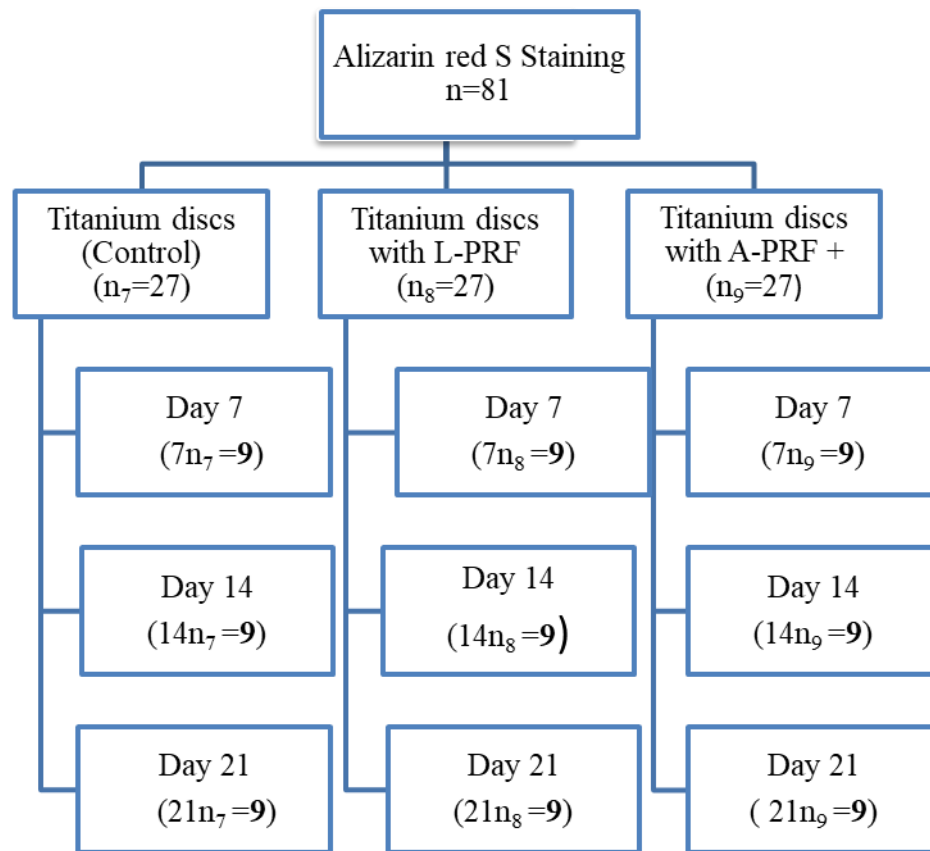 Alizarin red S Staining
n=81
Titanium discs
(Control)
(n₇=27)
Titanium discs
with L-PRF
(n₈=27)
Titanium discs
with A-PRF +
(n₉=27)
Day 7
(7n₇ =9)
Day 7
(7n₈ =9)
Day 7
(7n₉ =9)
Day 14
(14n₇ =9)
Day 14
(14n₈ =9)
Day 14
(14n₉ =9)
Day 21
(21n₇ =9)
Day 21
(21n₈ =9)
Day 21
( 21n₉ =9)